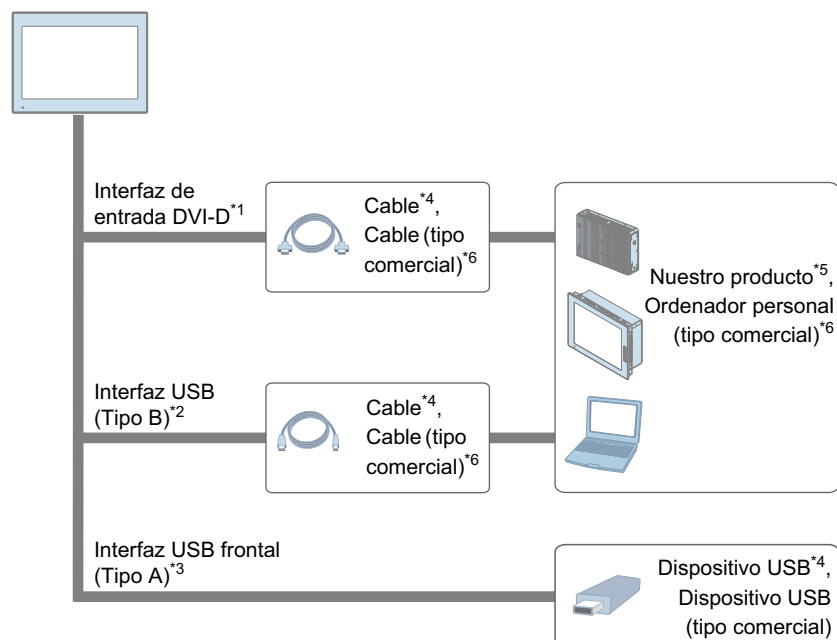 Interfaz de
entrada DVI-D*1
Cable*4,
Cable (tipo
comercial)*6
Nuestro producto*5,
Ordenador personal
(tipo comercial)*6
Interfaz USB
(Tipo B)*2
Cable*4,
Cable (tipo
comercial)*6
Interfaz USB frontal
(Tipo A)*3
Dispositivo USB*4,
Dispositivo USB
(tipo comercial)